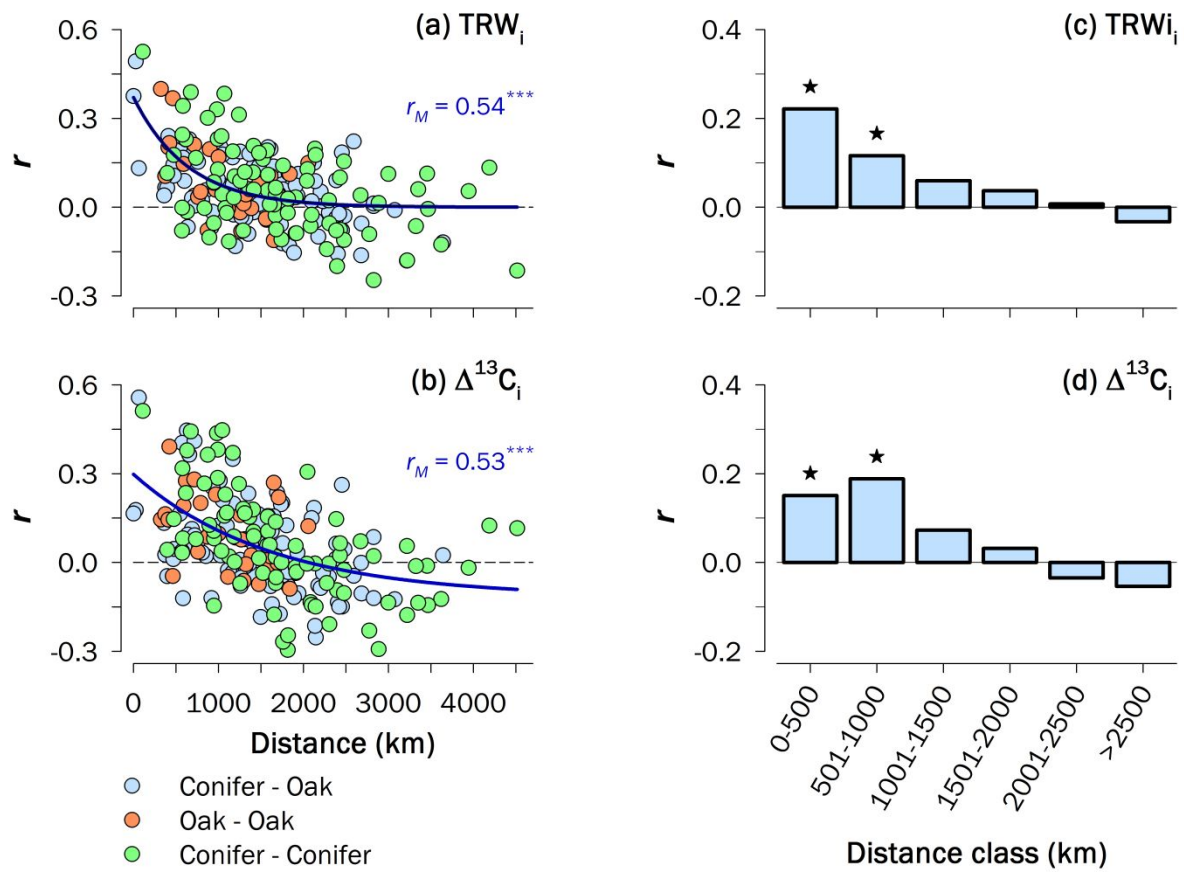 (a) TRWi
rM = 0.54***
0.6
0.3
0.0
-0.3
r
(b) Δ13Ci
rM = 0.53***
0.6
0.3
0.0
-0.3
r
0 1000 2000 3000 4000
Distance (km)
Conifer - Oak
Oak - Oak
Conifer - Conifer
(c) TRWii
0.4
0.2
0.0
-0.2
r
(d) Δ13Ci
0.4
0.2
0.0
-0.2
r
0-500
501-1000
1001-1500
1501-2000
2001-2500
>2500
Distance class (km)